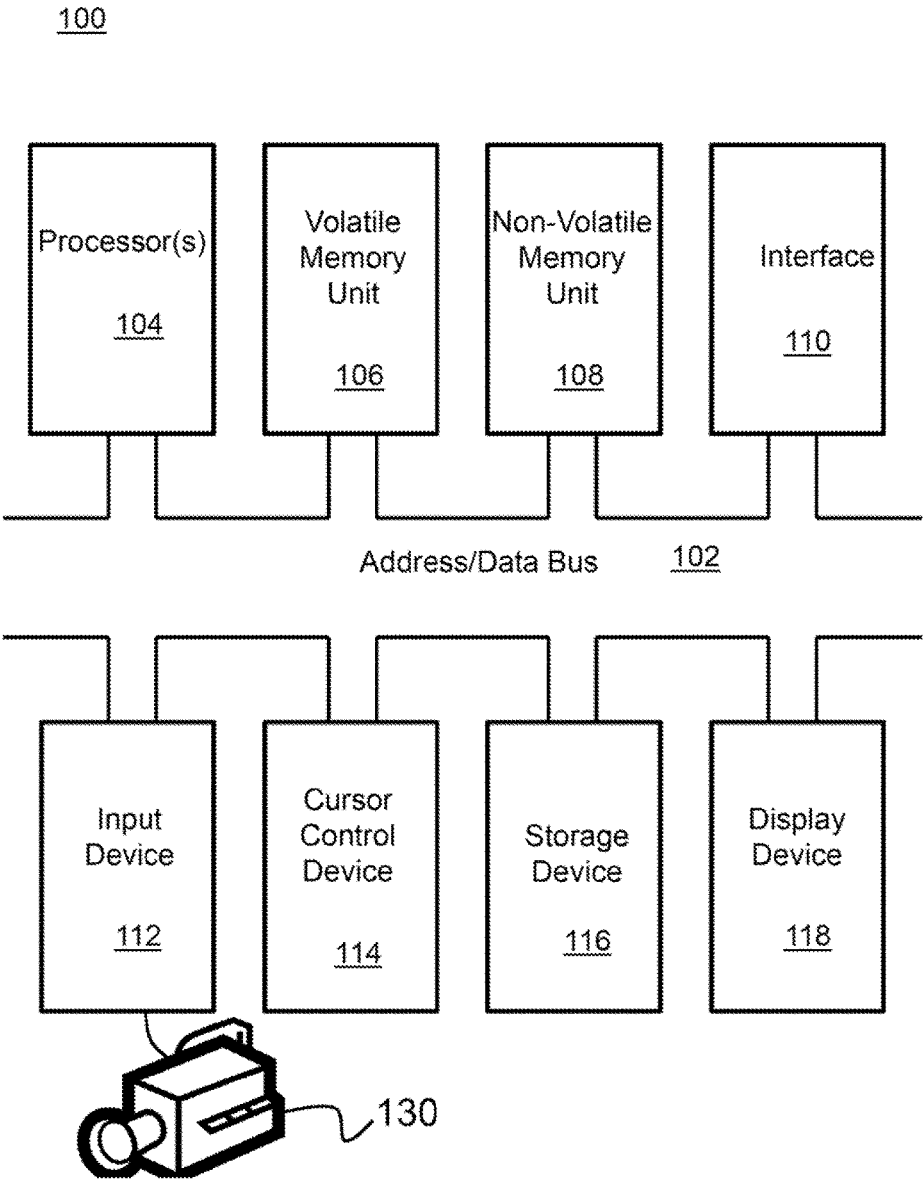 100
Processor(s)
104
Volatile
Memory
Unit
106
Non-Volatile
Memory
Unit
108
Interface
110
Address/Data Bus 102
Input
Device
112
Cursor
Control
Device
114
Storage
Device
116
Display
Device
118
130